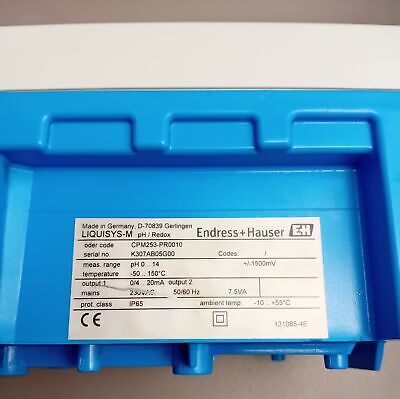 Made in Germany, D-70839 Gerlingen
LIQUISYS-M pH / Redox Endress+Hauser EH
oder code CPM253-PR0010
serial no. K307AB05G00 Codes: /
meas. range pH 0 .. 14 +/-1500mV
temperature -50 .. 150°C
output 1 0/4 .. 20mA output 2
mains 230VAC 50/60 Hz 7.5VA
prot. class IP65 ambient temp. -10 .. +55°C
CE 131085-4E